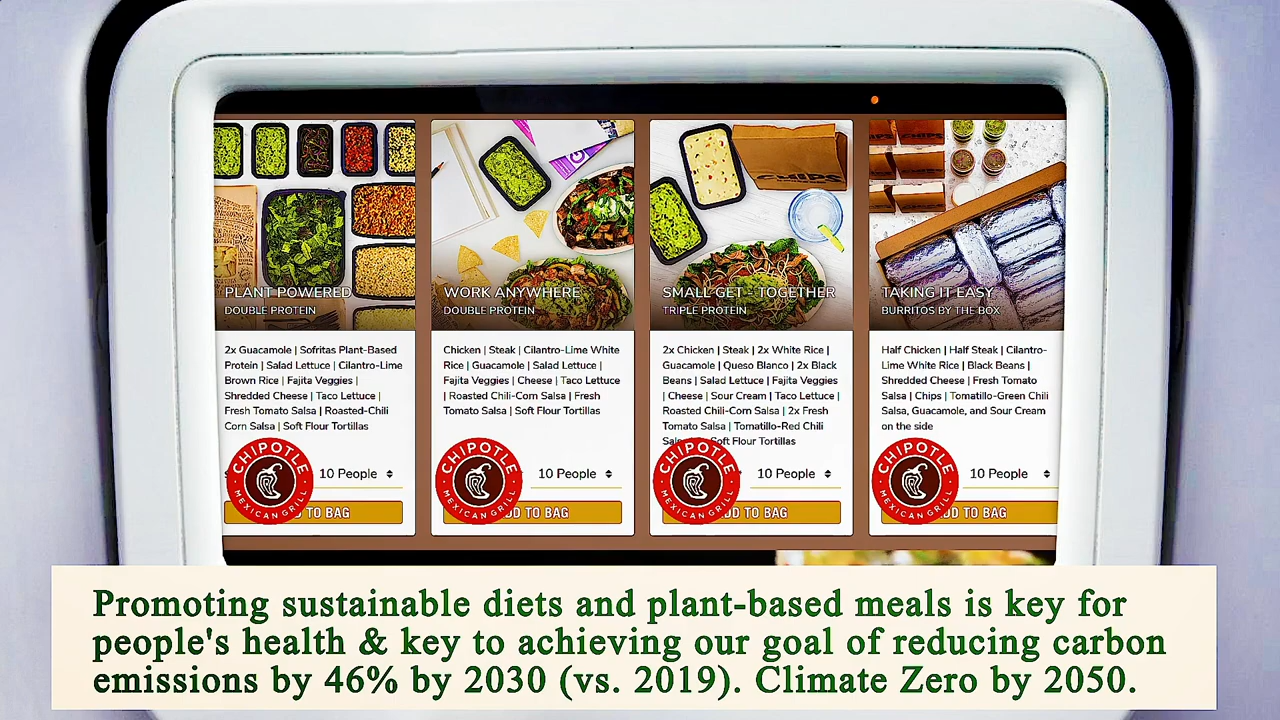 CHIPS
CHIPS
PLANT POWERED
DOUBLE PROTEIN
2x Guacamole | Sofritas Plant-Based
Protein | Salad Lettuce | Cilantro-Lime
Brown Rice | Fajita Veggies |
Shredded Cheese | Taco Lettuce |
Fresh Tomato Salsa | Roasted-Chili
Corn Salsa | Soft Flour Tortillas
CHIPOTLE
MEXICAN GRILL
10 People
TO BAG
WORK ANYWHERE
DOUBLE PROTEIN
Chicken | Steak | Cilantro-Lime White
Rice | Guacamole | Salad Lettuce |
Fajita Veggies | Cheese | Taco Lettuce
| Roasted Chili-Corn Salsa | Fresh
Tomato Salsa | Soft Flour Tortillas
CHIPOTLE
MEXICAN GRILL
10 People
TO BAG
SMALL GET - TOGETHER
TRIPLE PROTEIN
2x Chicken | Steak | 2x White Rice |
Guacamole | Queso Blanco | 2x Black
Beans | Salad Lettuce | Fajita Veggies
| Cheese | Sour Cream | Taco Lettuce |
Roasted Chili-Corn Salsa | 2x Fresh
Tomato Salsa | Tomatillo-Red Chili
Soft Flour Tortillas
CHIPOTLE
MEXICAN GRILL
10 People
TO BAG
TAKING IT EASY
BURRITOS BY THE BOX
Half Chicken | Half Steak | Cilantro-
Lime White Rice | Black Beans |
Shredded Cheese | Fresh Tomato
Salsa | Chips | Tomatillo-Green Chili
Salsa, Guacamole, and Sour Cream
on the side
CHIPOTLE
MEXICAN GRILL
10 People
TO BAG
Promoting sustainable diets and plant-based meals is key for
people's health & key to achieving our goal of reducing carbon
emissions by 46% by 2030 (vs. 2019). Climate Zero by 2050.